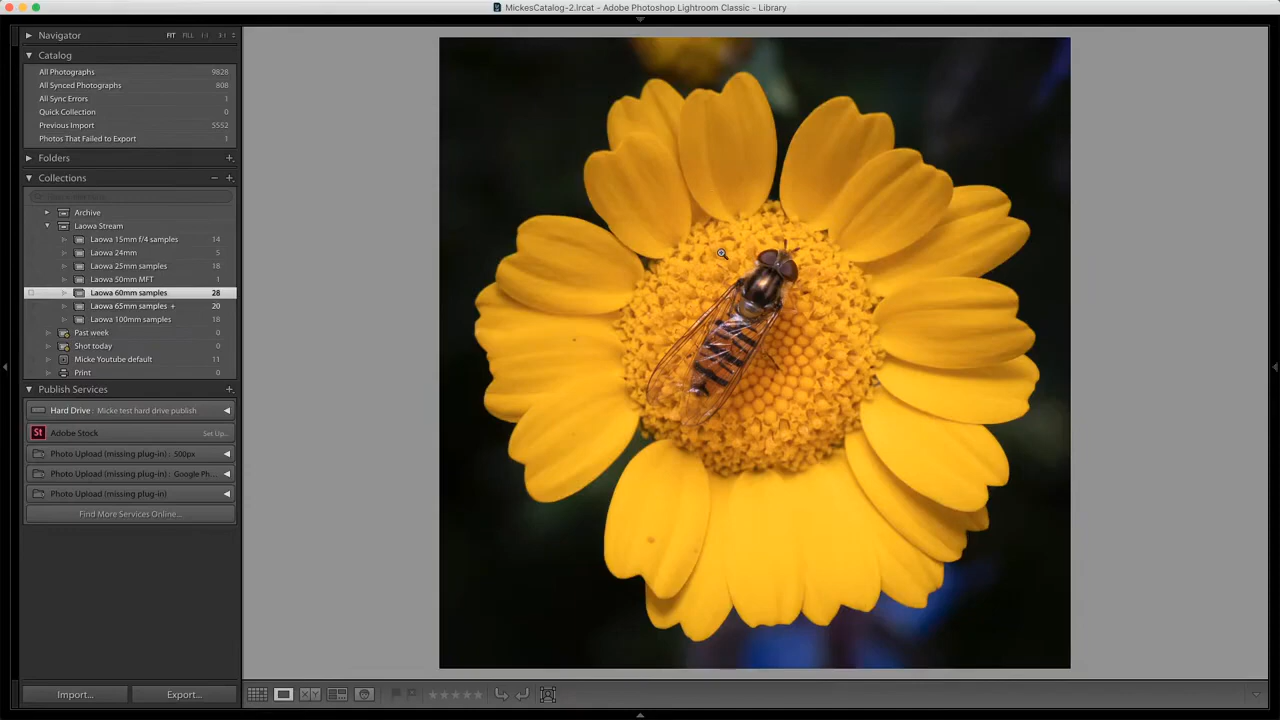 MickesCatalog-2.lrcat - Adobe Photoshop Lightroom Classic - Library
Navigator FIT FILL 1:1 3:1
Catalog
All Photographs 9828
All Synced Photographs 808
All Sync Errors 1
Quick Collection 0
Previous Import 5552
Photos That Failed to Export 1
Folders +
Collections − +
Archive
Laowa Stream
Laowa 15mm f/4 samples 14
Laowa 24mm 5
Laowa 25mm samples 18
Laowa 50mm MFT 1
Laowa 60mm samples 28
Laowa 65mm samples + 20
Laowa 100mm samples 18
Past week 0
Shot today 0
Micke Youtube default 11
Print 0
Publish Services +
Hard Drive : Micke test hard drive publish
St Adobe Stock Set Up...
Photo Upload (missing plug-in) : 500px
Photo Upload (missing plug-in) : Google Ph...
Photo Upload (missing plug-in)
Find More Services Online...
Import... Export... XY